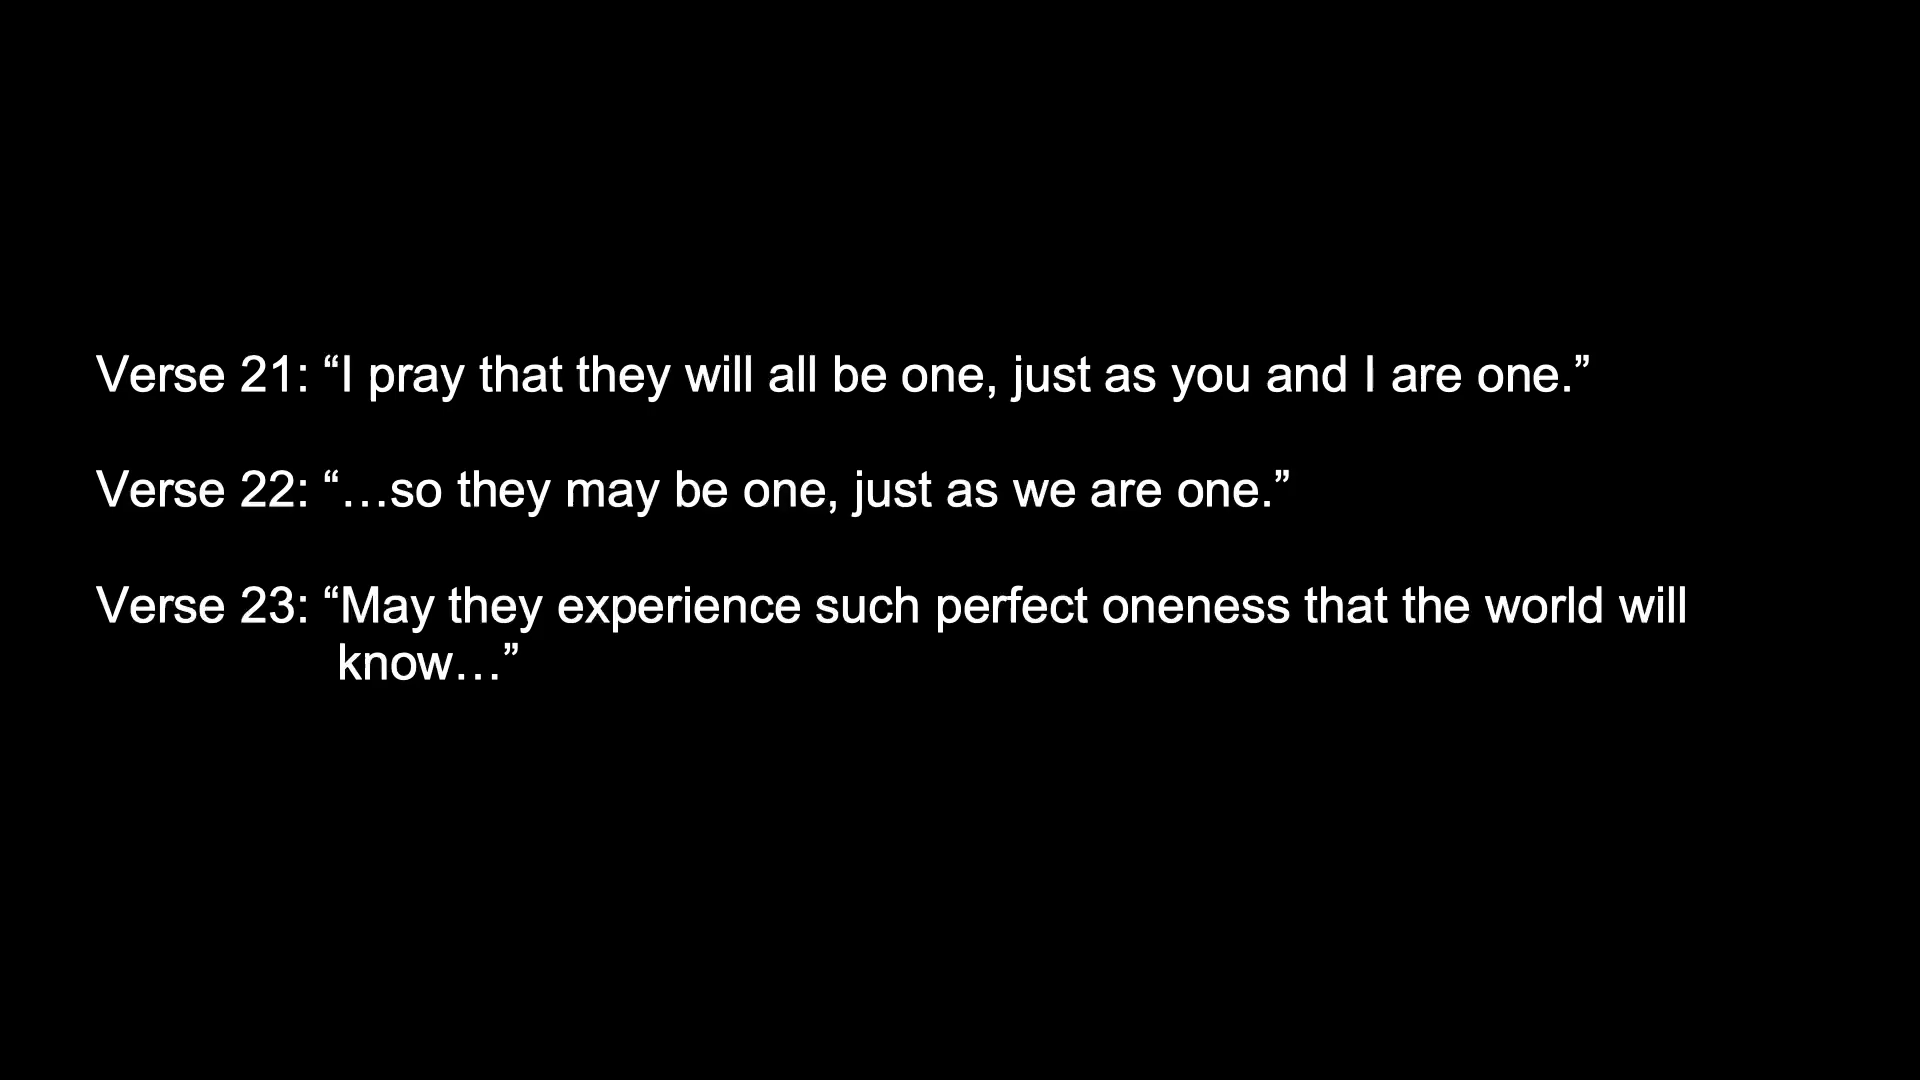 Verse 21: “I pray that they will all be one, just as you and I are one.”
Verse 22: “…so they may be one, just as we are one.”
Verse 23: “May they experience such perfect oneness that the world will
know…”